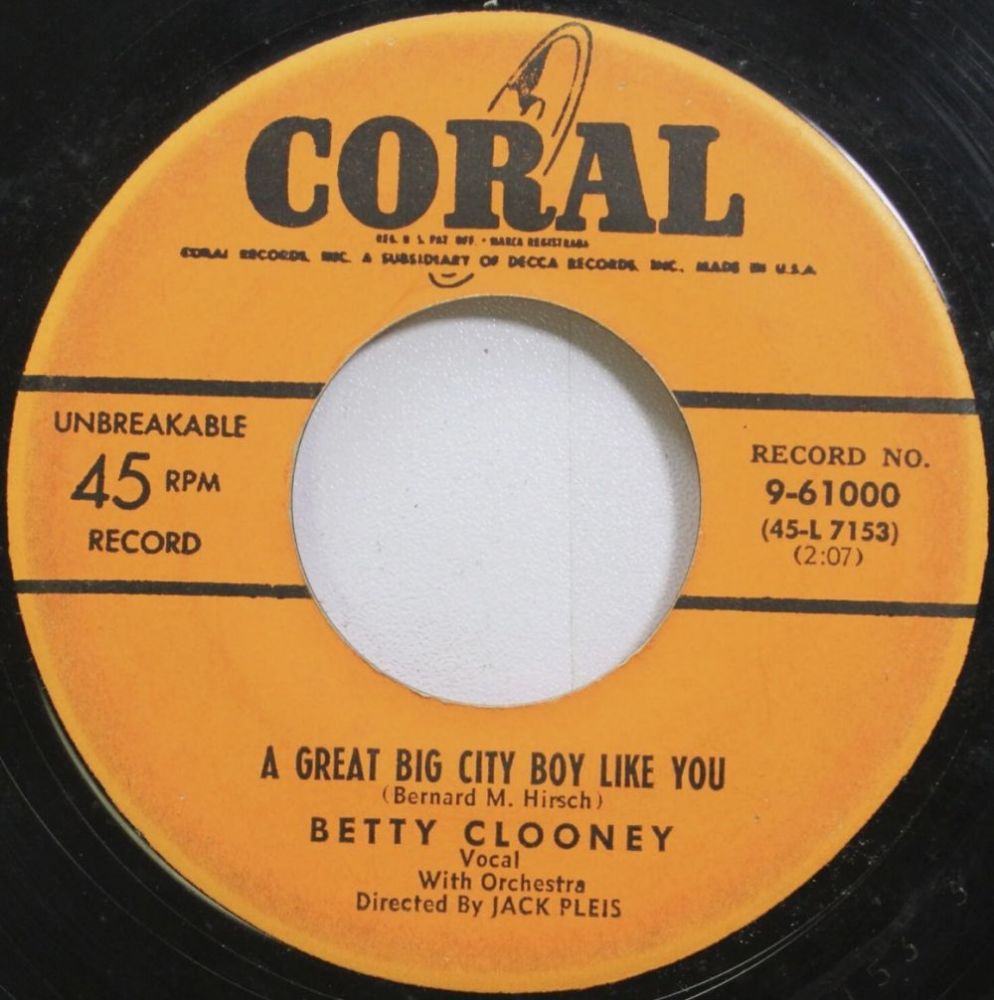 CORAL
REG. U. S. PAT. OFF. • MARCA REGISTRADA
CORAL RECORDS, INC. A SUBSIDIARY OF DECCA RECORDS, INC., MADE IN U.S.A.
UNBREAKABLE
45 RPM
RECORD
RECORD NO.
9-61000
(45-L 7153)
(2:07)
A GREAT BIG CITY BOY LIKE YOU
(Bernard M. Hirsch)
BETTY CLOONEY
Vocal
With Orchestra
Directed By JACK PLEIS